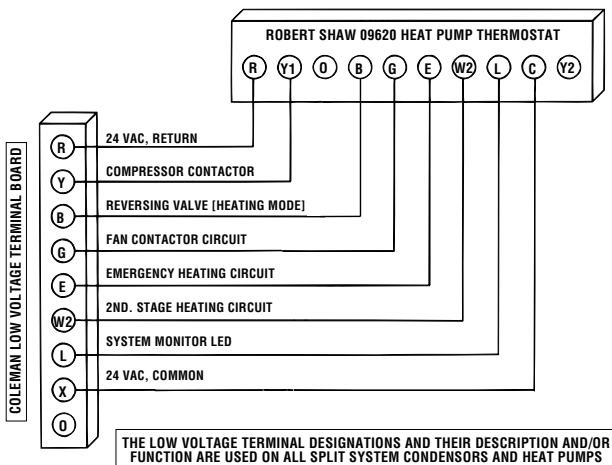 ROBERT SHAW 09620 HEAT PUMP THERMOSTAT
R Y1 O B G E W2 L C Y2
COLEMAN LOW VOLTAGE TERMINAL BOARD
R 24 VAC, RETURN
Y COMPRESSOR CONTACTOR
B REVERSING VALVE [HEATING MODE]
G FAN CONTACTOR CIRCUIT
E EMERGENCY HEATING CIRCUIT
W2 2ND. STAGE HEATING CIRCUIT
L SYSTEM MONITOR LED
X 24 VAC, COMMON
O
THE LOW VOLTAGE TERMINAL DESIGNATIONS AND THEIR DESCRIPTION AND/OR
FUNCTION ARE USED ON ALL SPLIT SYSTEM CONDENSORS AND HEAT PUMPS